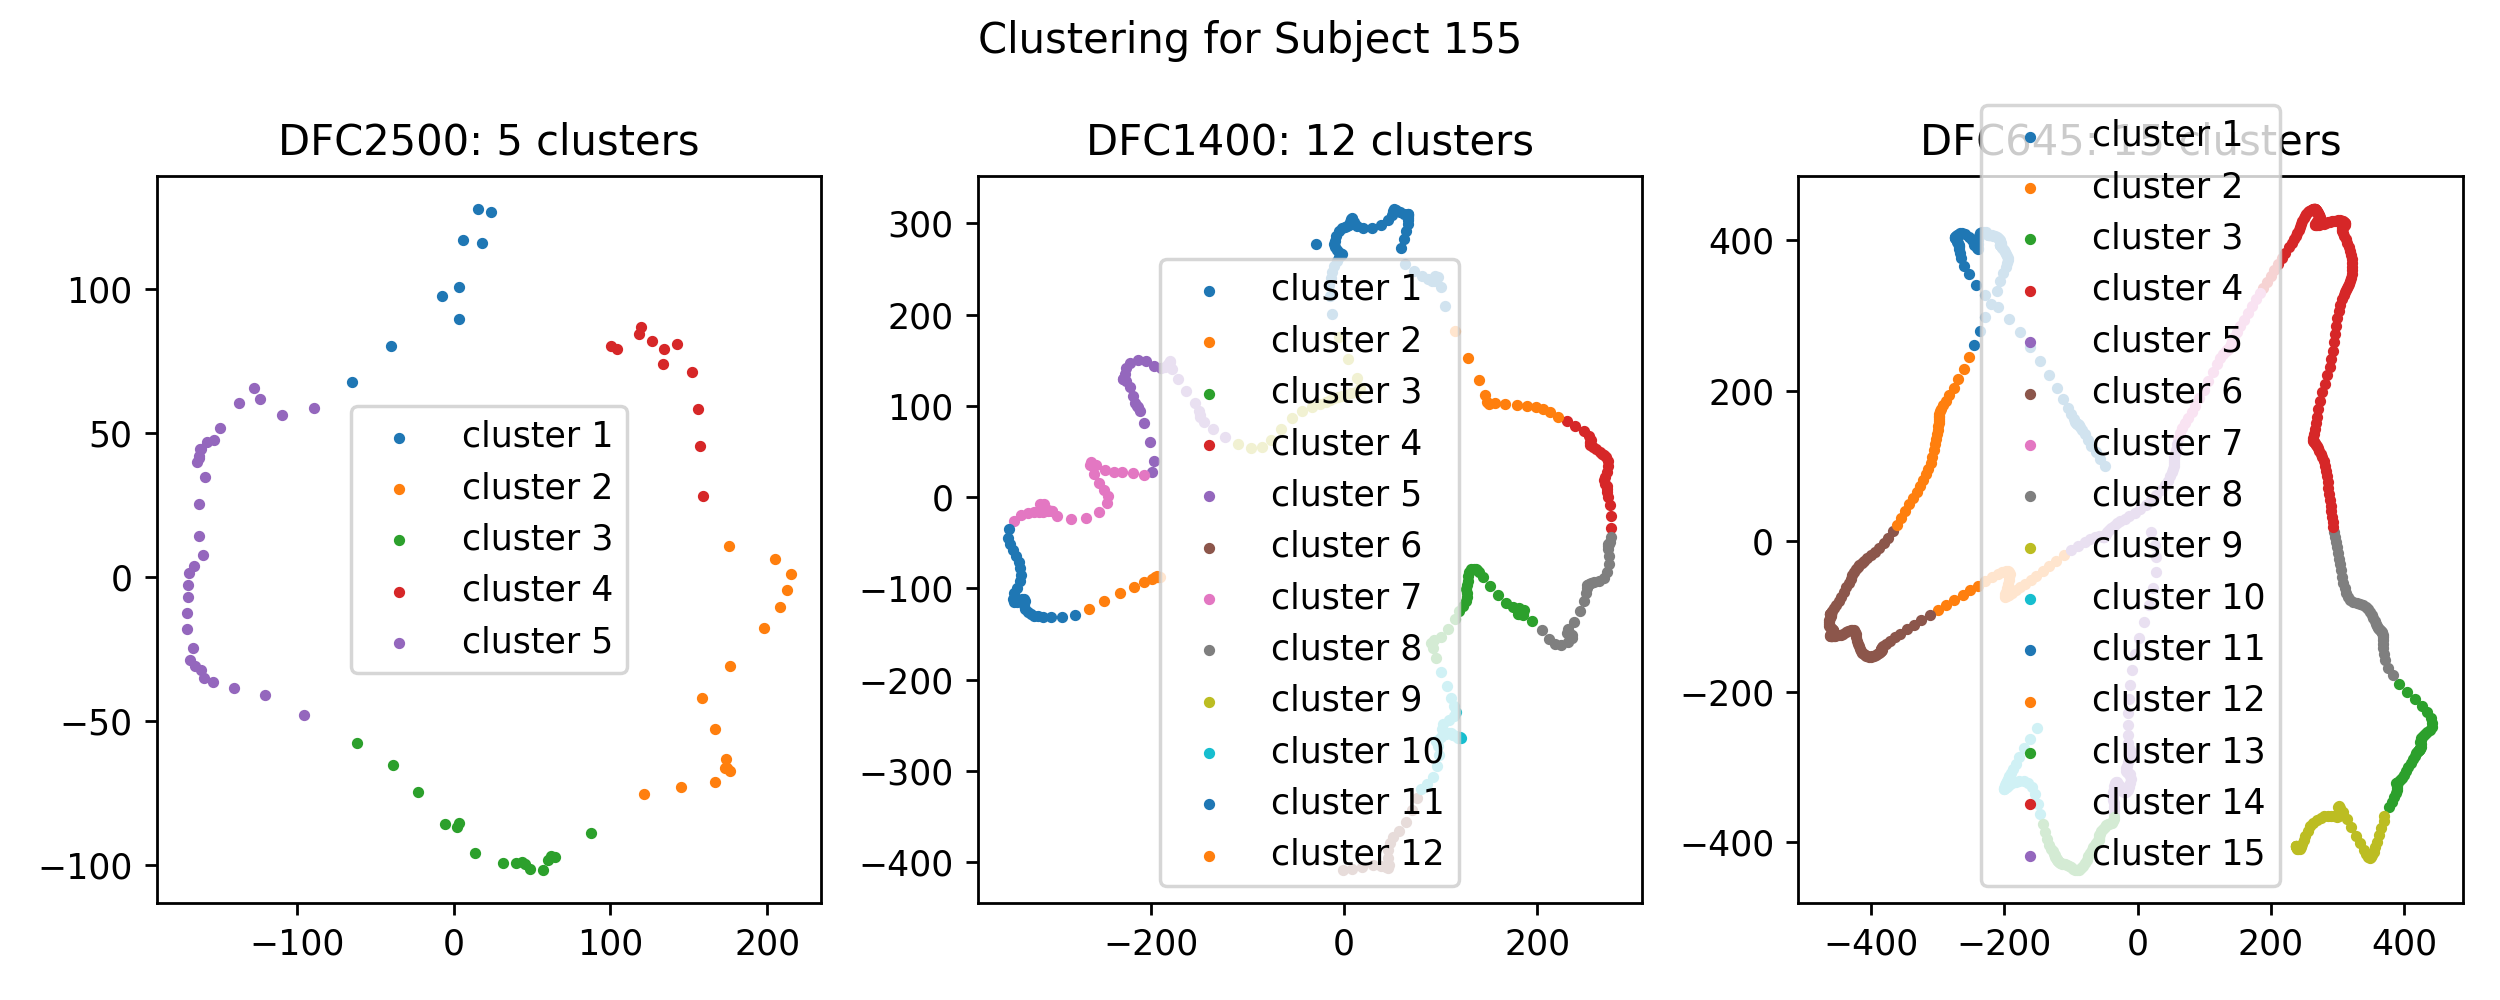 Clustering for Subject 155
DFC2500: 5 clusters
100
50
0
−50
−100
−100 0 100 200
cluster 1
cluster 2
cluster 3
cluster 4
cluster 5
DFC1400: 12 clusters
300
200
100
0
−100
−200
−300
−400
−200 0 200
cluster 1
cluster 2
cluster 3
cluster 4
cluster 5
cluster 6
cluster 7
cluster 8
cluster 9
cluster 10
cluster 11
cluster 12
DFC645: 15 clusters
400
200
0
−200
−400
−400 −200 0 200 400
cluster 1
cluster 2
cluster 3
cluster 4
cluster 5
cluster 6
cluster 7
cluster 8
cluster 9
cluster 10
cluster 11
cluster 12
cluster 13
cluster 14
cluster 15